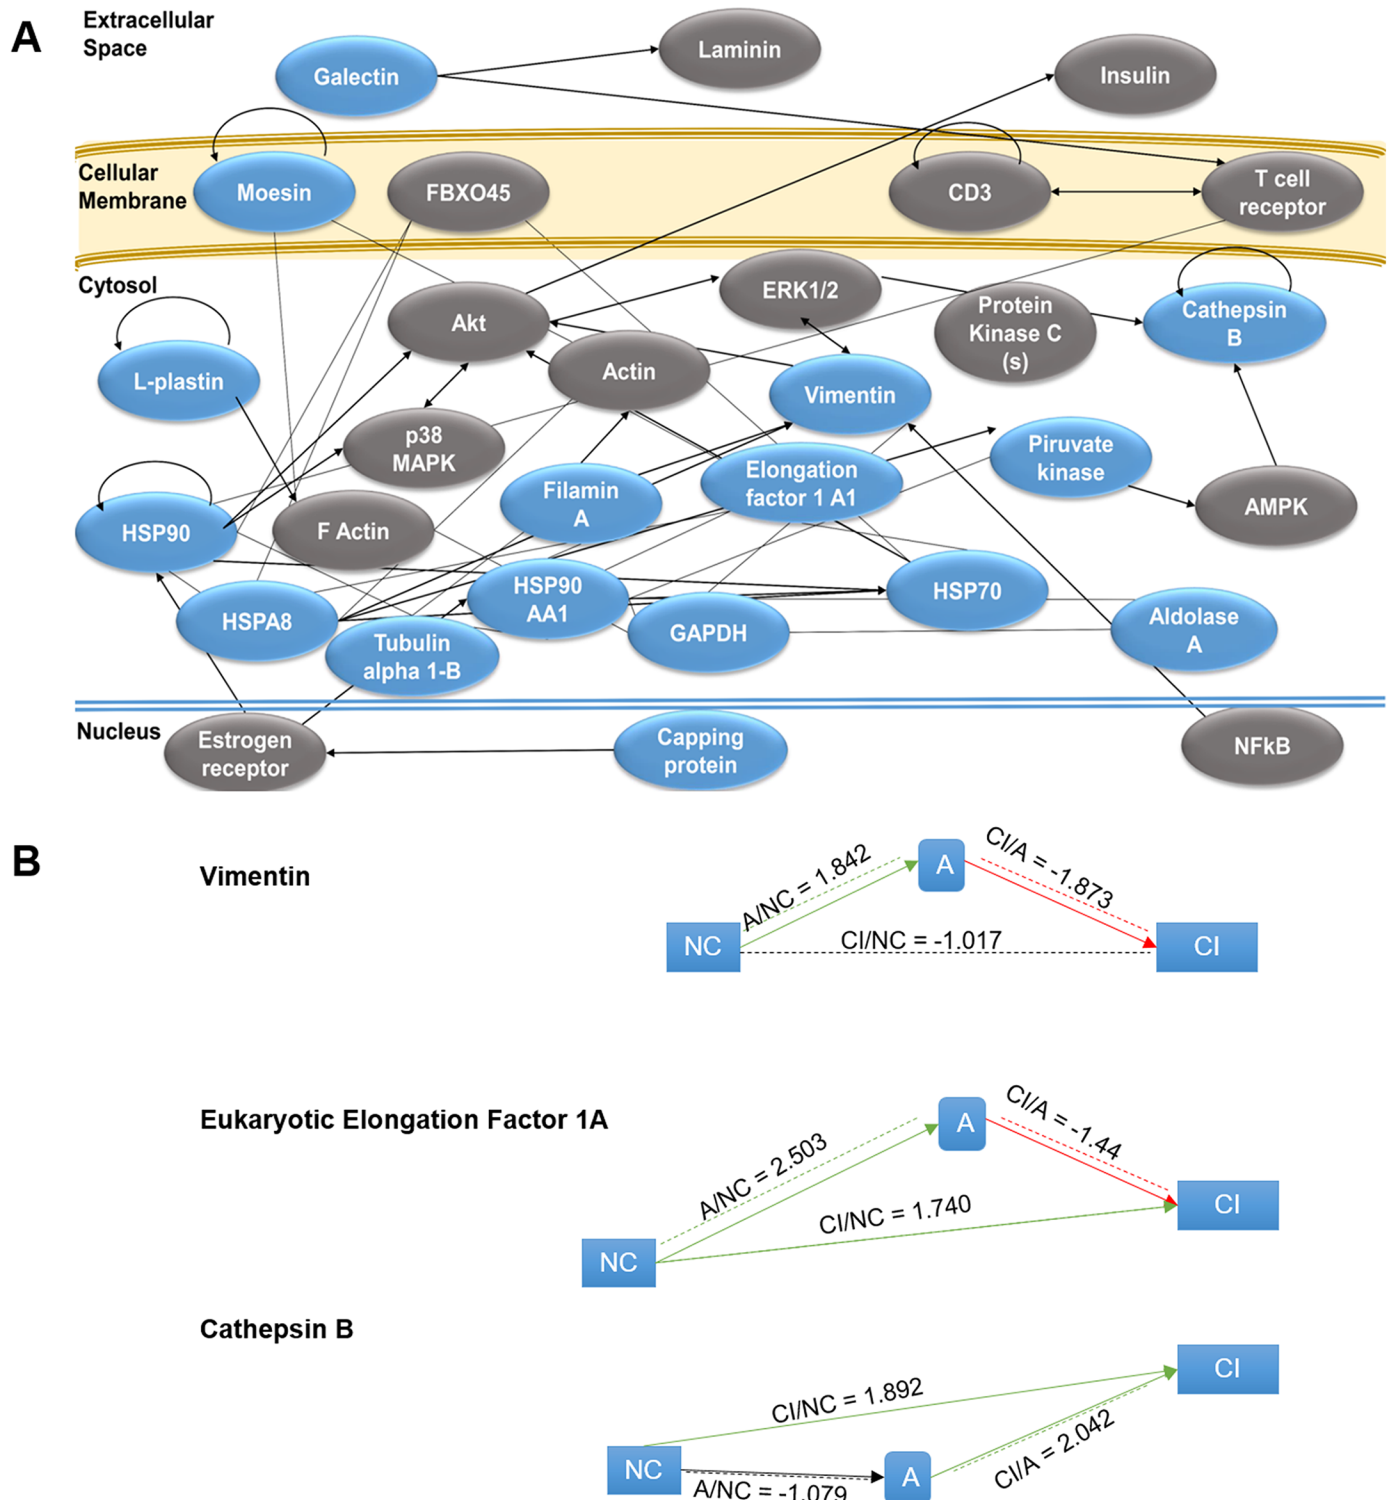 A
Extracellular
Space
Galectin
Laminin
Insulin
Cellular
Membrane
Moesin
FBXO45
CD3
T cell
receptor
Cytosol
Akt
ERK1/2
Protein
Kinase C
(s)
Cathepsin
B
L-plastin
Actin
Vimentin
p38
MAPK
Piruvate
kinase
Elongation
factor 1 A1
Filamin
A
AMPK
HSP90
F Actin
HSP90
AA1
HSP70
HSPA8
GAPDH
Aldolase
A
Tubulin
alpha 1-B
Nucleus
Estrogen
receptor
Capping
protein
NFkB
B
Vimentin
A/NC = 1.842
A
CI/A = -1.873
NC
CI/NC = -1.017
CI
Eukaryotic Elongation Factor 1A
A/NC = 2.503
A
CI/A = -1.44
CI/NC = 1.740
CI
NC
Cathepsin B
CI
CI/NC = 1.892
NC
A
CI/A = 2.042
A/NC = -1.079